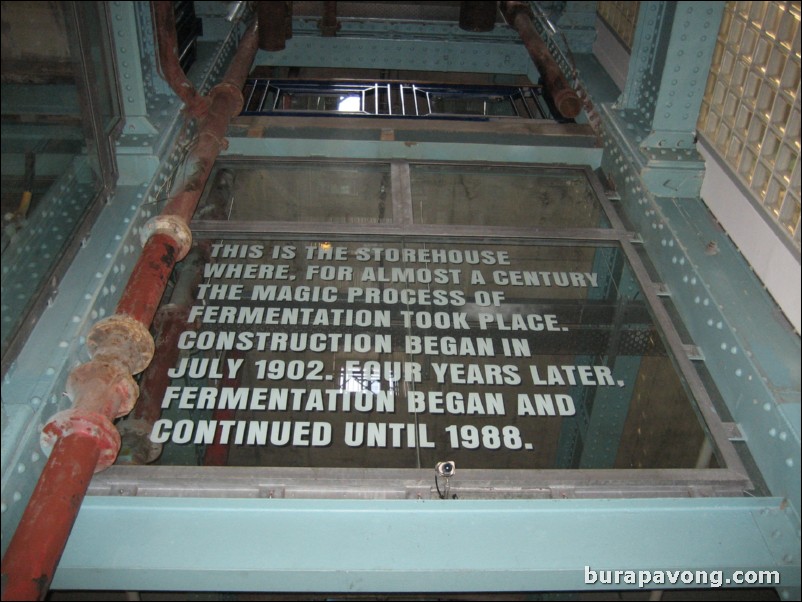 THIS IS THE STOREHOUSE
WHERE, FOR ALMOST A CENTURY
THE MAGIC PROCESS OF
FERMENTATION TOOK PLACE.
CONSTRUCTION BEGAN IN
JULY 1902. FOUR YEARS LATER,
FERMENTATION BEGAN AND
CONTINUED UNTIL 1988.
burapavong.com